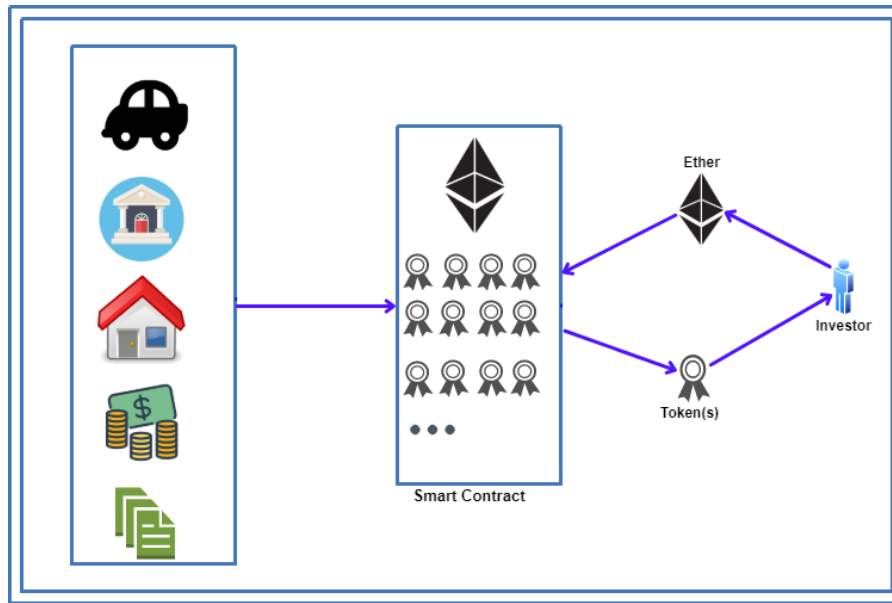 Ether
Investor
Token(s)
Smart Contract
$